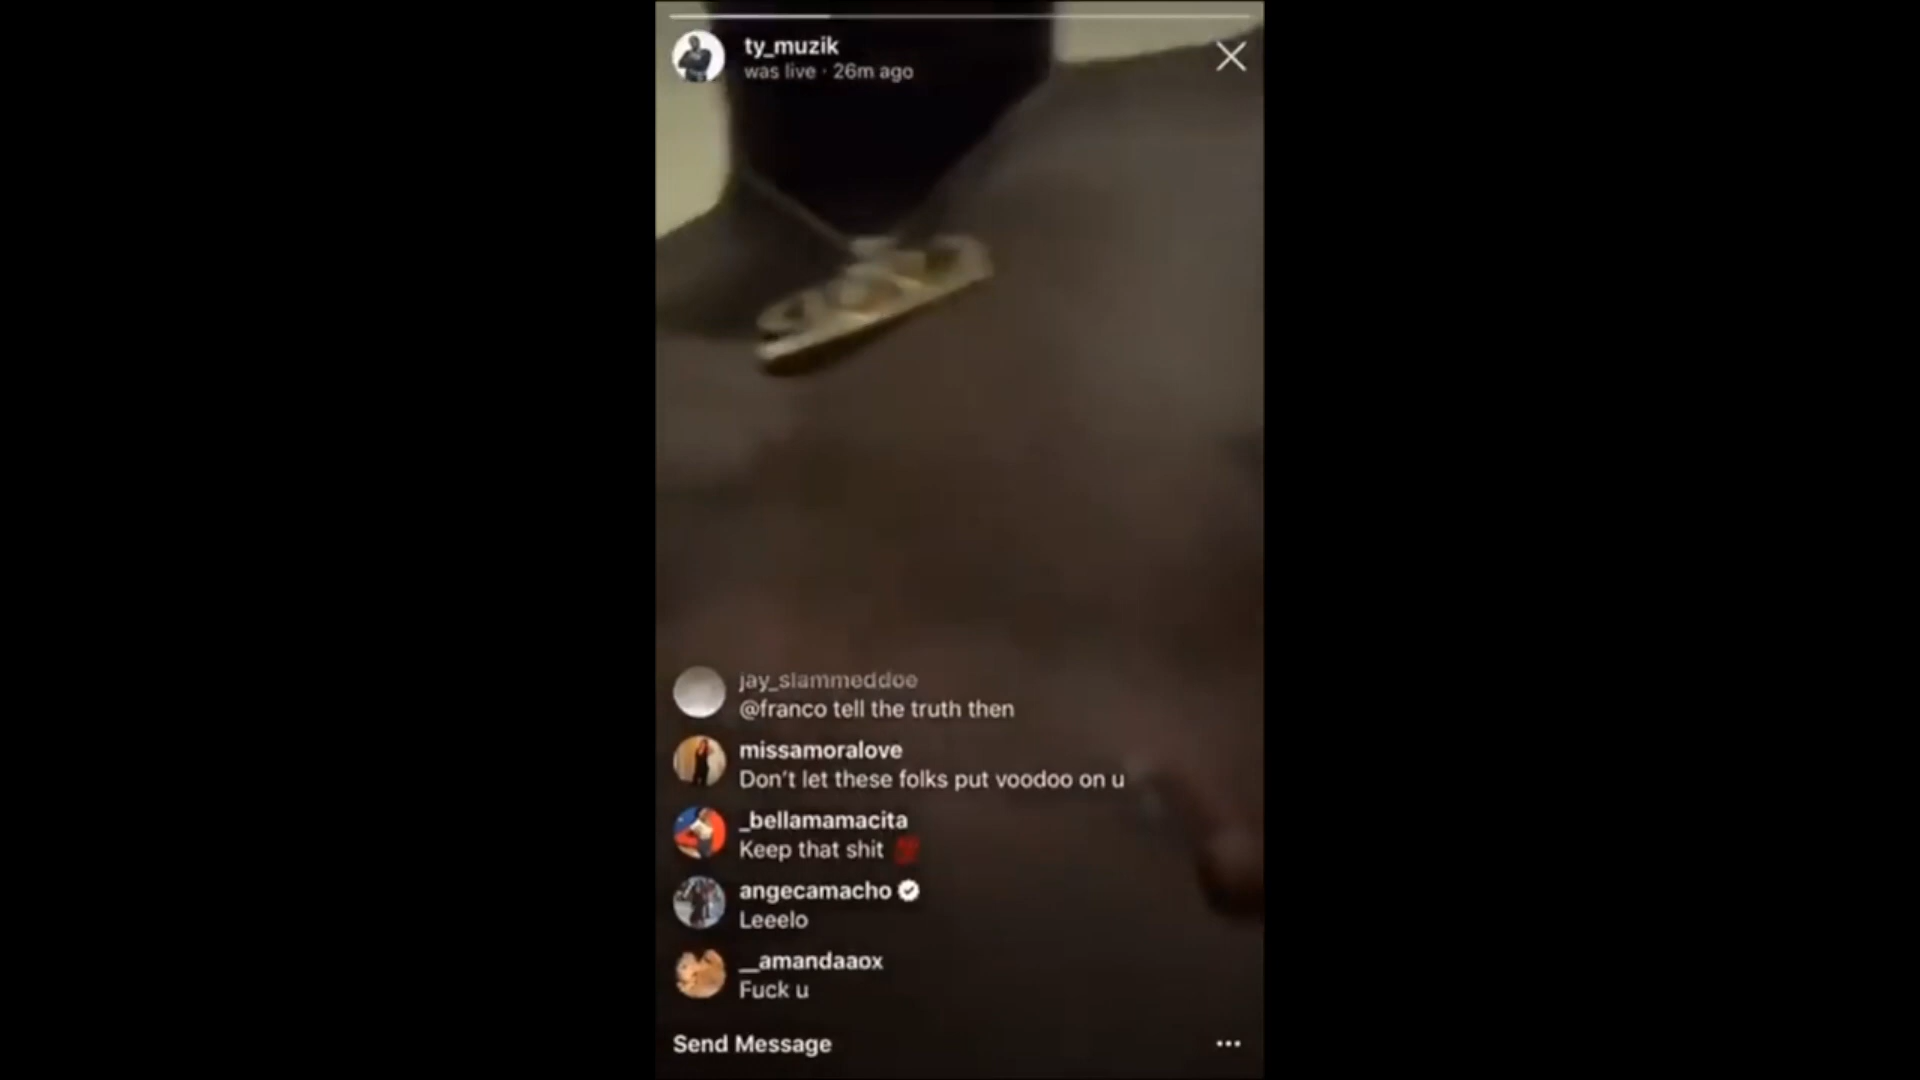 ty_muzik
was live · 26m ago
jay_slammeddoe
@franco tell the truth then
missamoralove
Don't let these folks put voodoo on u
_bellamamacita
Keep that shit 💯
angecamacho
Leeelo
__amandaaox
Fuck u
Send Message